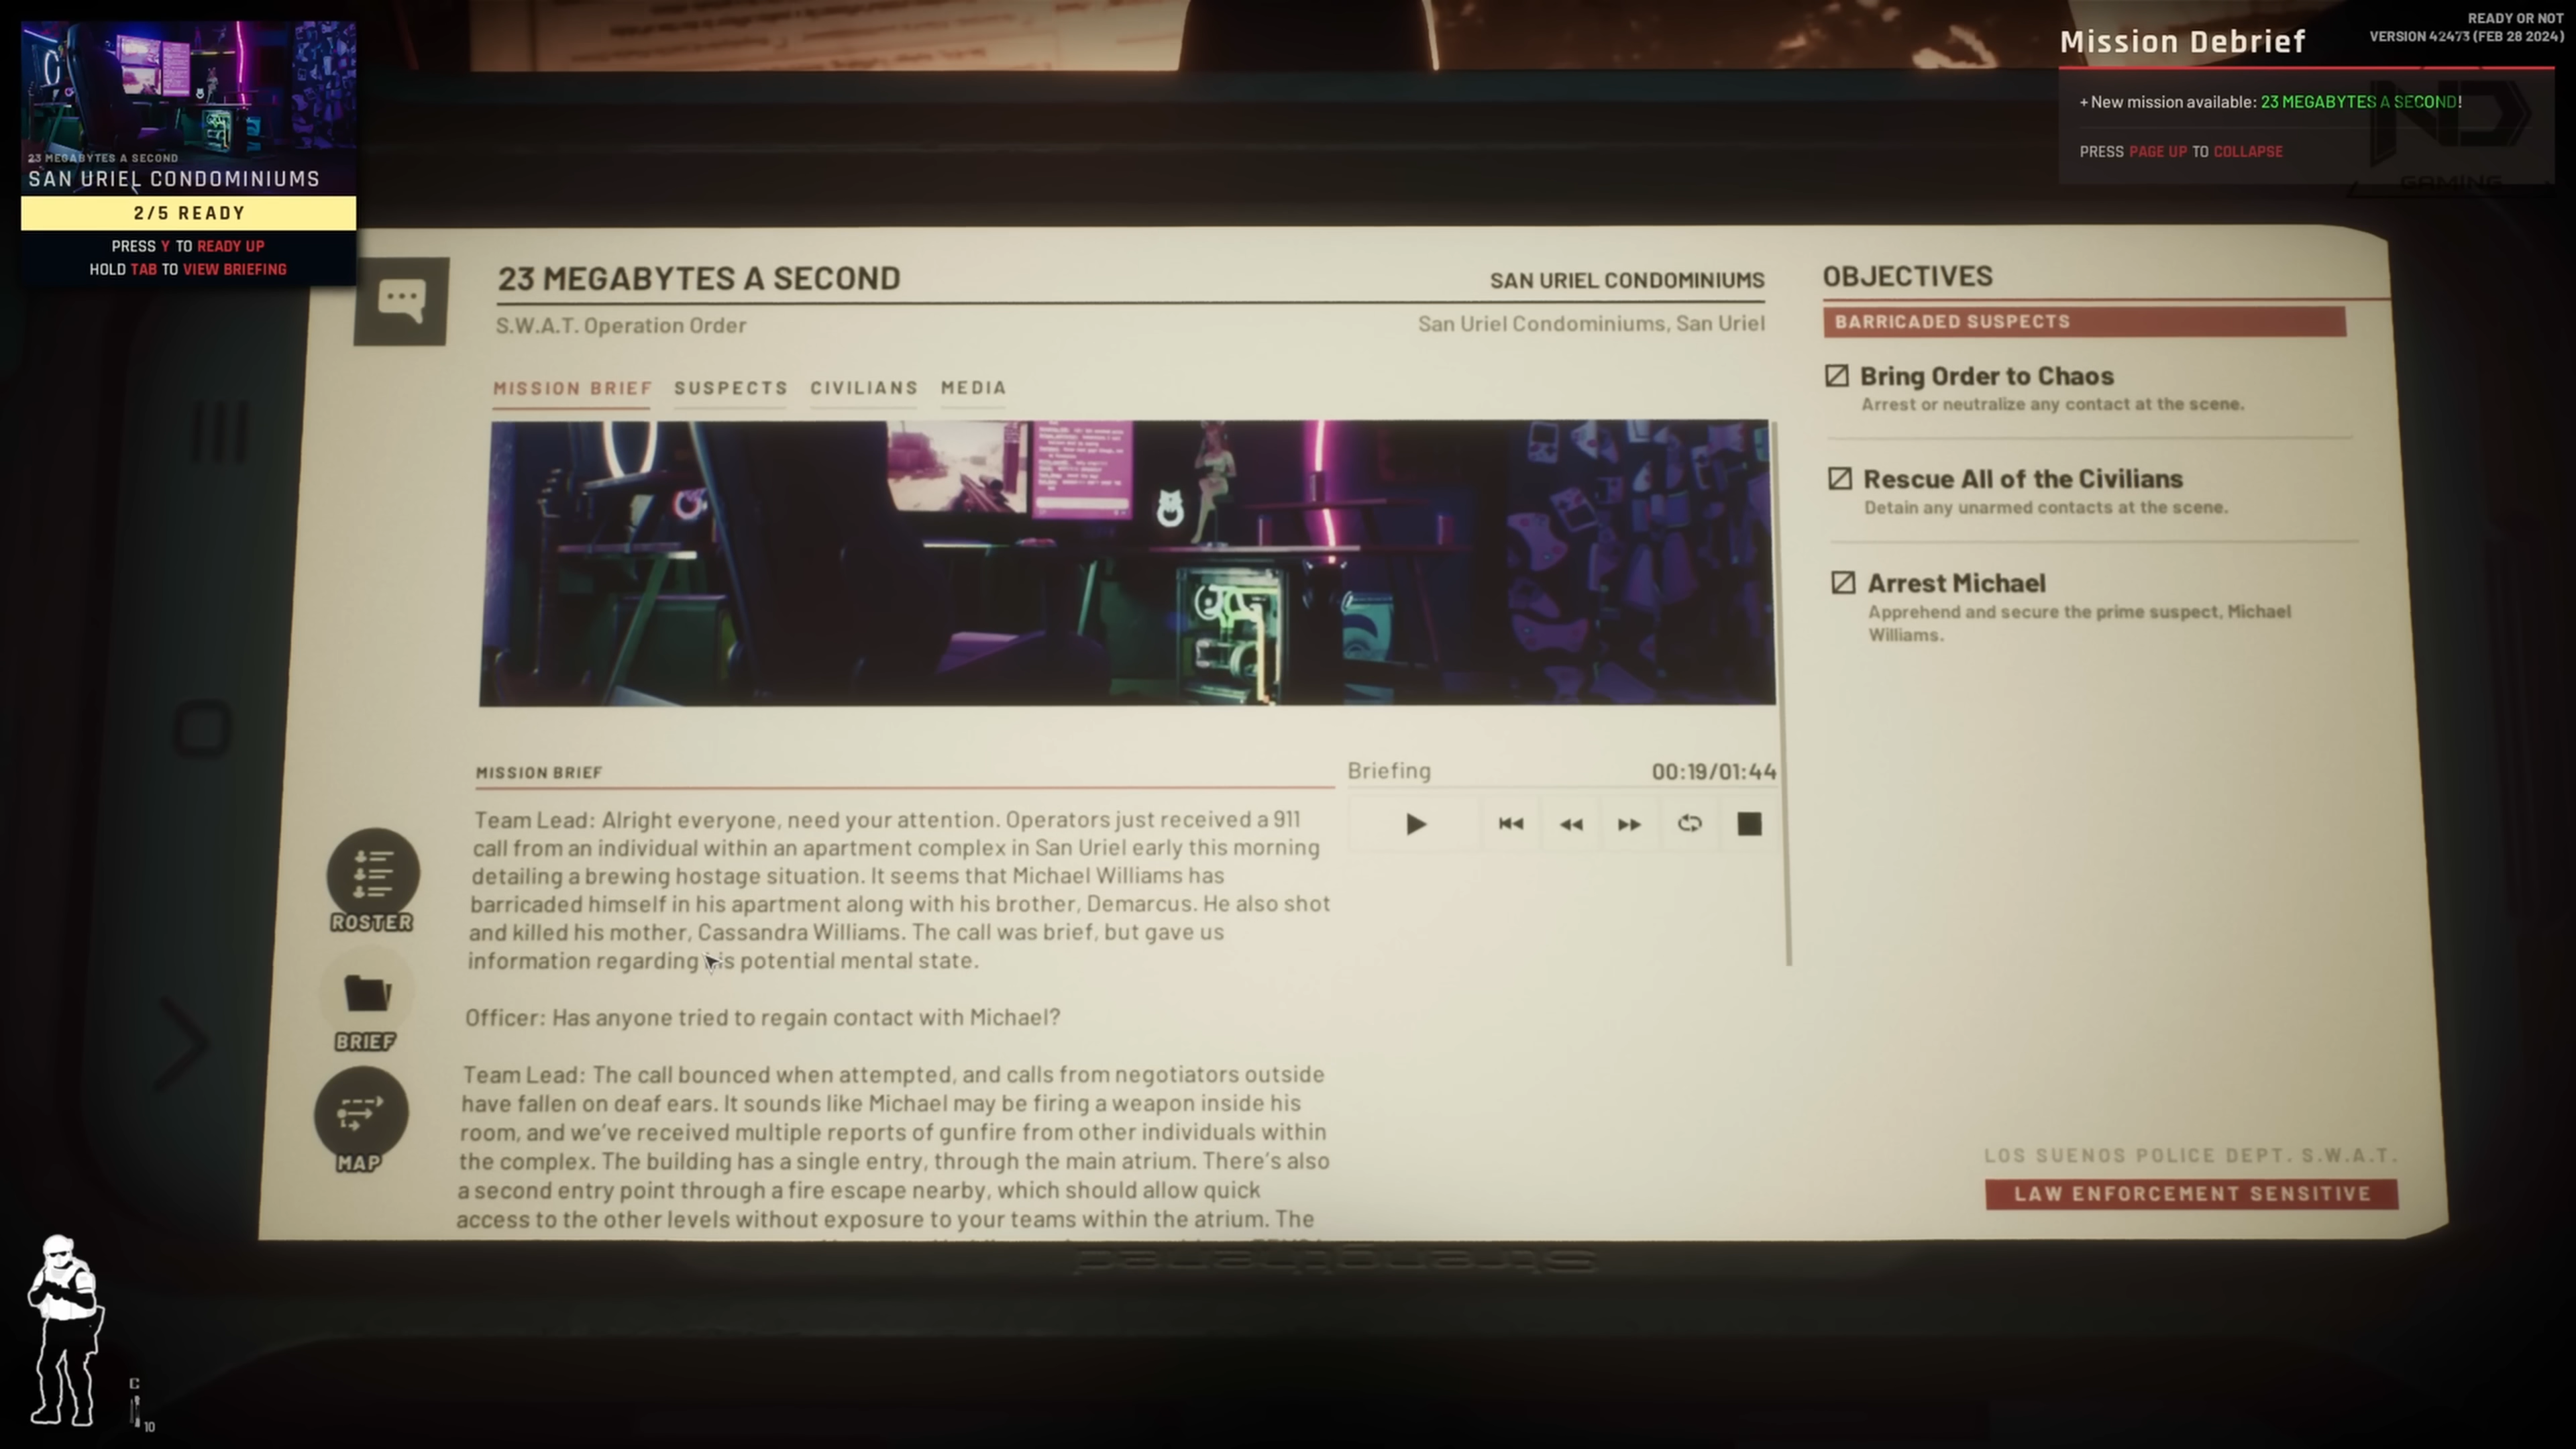 23 MEGABYTES A SECOND
SAN URIEL CONDOMINIUMS
2/5 READY
PRESS Y TO READY UP
HOLD TAB TO VIEW BRIEFING
READY OR NOT
VERSION 42473 (FEB 28 2024)
Mission Debrief
+ New mission available: 23 MEGABYTES A SECOND!
PRESS PAGE UP TO COLLAPSE
ND
GAMING
23 MEGABYTES A SECOND
SAN URIEL CONDOMINIUMS
S.W.A.T. Operation Order
San Uriel Condominiums, San Uriel
MISSION BRIEF SUSPECTS CIVILIANS MEDIA
MISSION BRIEF
Team Lead: Alright everyone, need your attention. Operators just received a 911
call from an individual within an apartment complex in San Uriel early this morning
detailing a brewing hostage situation. It seems that Michael Williams has
barricaded himself in his apartment along with his brother, Demarcus. He also shot
and killed his mother, Cassandra Williams. The call was brief, but gave us
information regarding his potential mental state.
Officer: Has anyone tried to regain contact with Michael?
Team Lead: The call bounced when attempted, and calls from negotiators outside
have fallen on deaf ears. It sounds like Michael may be firing a weapon inside his
room, and we've received multiple reports of gunfire from other individuals within
the complex. The building has a single entry, through the main atrium. There's also
a second entry point through a fire escape nearby, which should allow quick
access to the other levels without exposure to your teams within the atrium. The
Briefing 00:19/01:44
OBJECTIVES
BARRICADED SUSPECTS
Bring Order to Chaos
Arrest or neutralize any contact at the scene.
Rescue All of the Civilians
Detain any unarmed contacts at the scene.
Arrest Michael
Apprehend and secure the prime suspect, Michael
Williams.
LOS SUENOS POLICE DEPT. S.W.A.T.
LAW ENFORCEMENT SENSITIVE
ROSTER
BRIEF
MAP
C
10